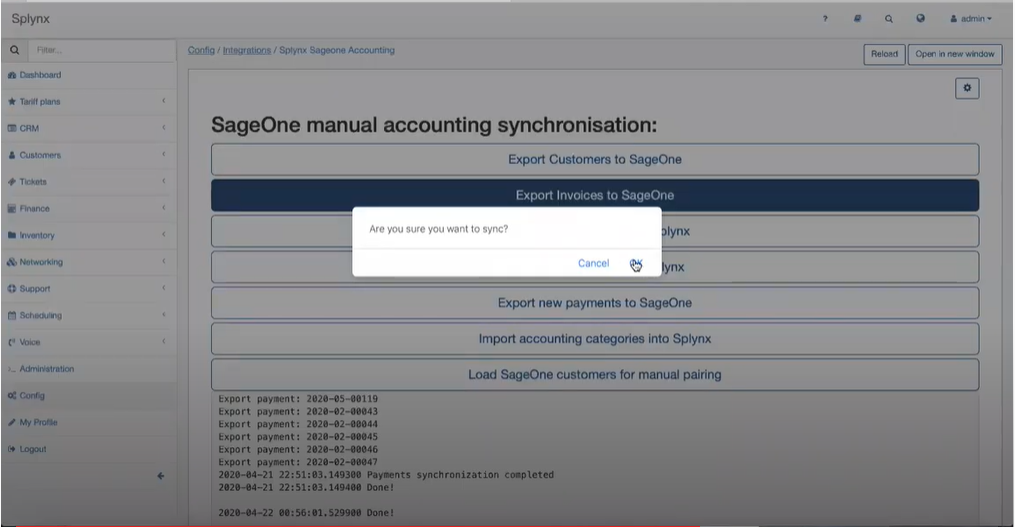 Splynx
?
admin
Filter...
Config / Integrations / Splynx Sageone Accounting
Reload
Open in new window
Dashboard
Tariff plans
CRM
Customers
Tickets
Finance
Inventory
Networking
Support
Scheduling
Voice
Administration
Config
My Profile
Logout
SageOne manual accounting synchronisation:
Export Customers to SageOne
Export Invoices to SageOne
Are you sure you want to sync?
Cancel
plynx
lynx
Export new payments to SageOne
Import accounting categories into Splynx
Load SageOne customers for manual pairing
Export payment: 2020-05-00119
Export payment: 2020-02-00043
Export payment: 2020-02-00044
Export payment: 2020-02-00045
Export payment: 2020-02-00046
Export payment: 2020-02-00047
2020-04-21 22:51:03.149300 Payments synchronization completed
2020-04-21 22:51:03.149400 Done!
2020-04-22 00:56:01.529900 Done!